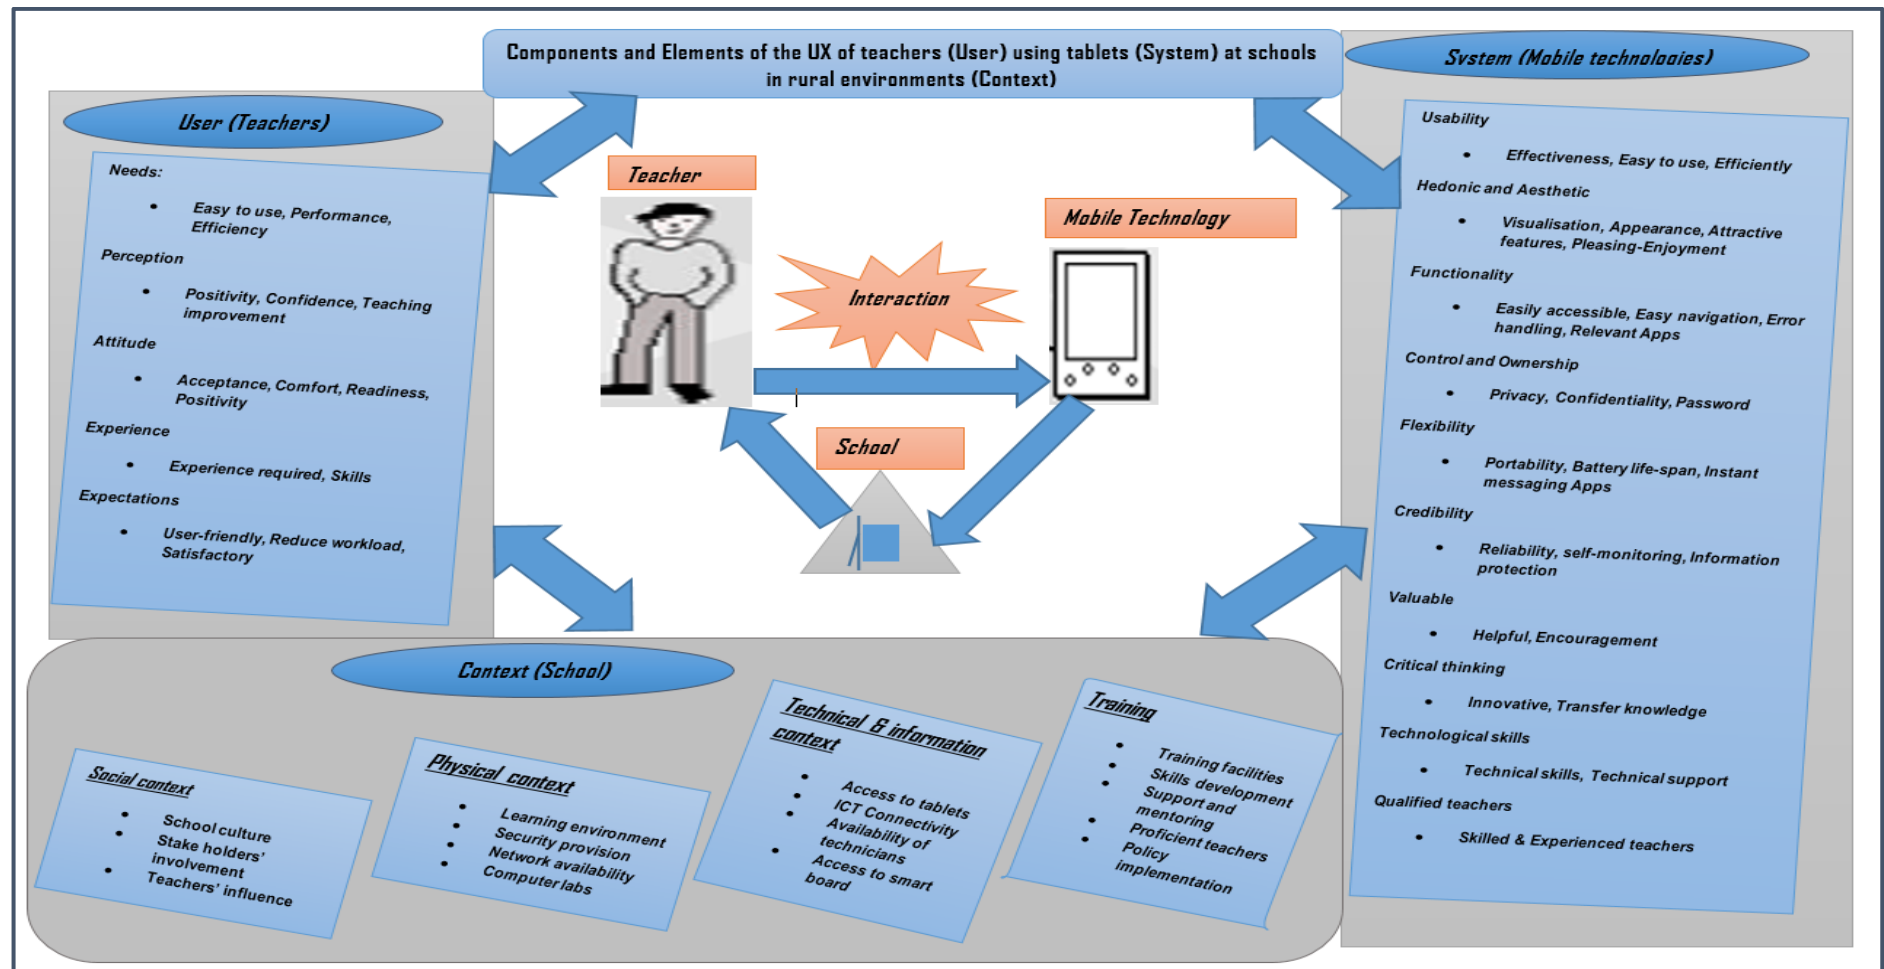 Components and Elements of the UX of teachers (User) using tablets (System) at schools
in rural environments (Context)
User (Teachers)
Needs:
• Easy to use, Performance,
Efficiency
Perception
• Positivity, Confidence, Teaching
improvement
Attitude
• Acceptance, Comfort, Readiness,
Positivity
Experience
• Experience required, Skills
Expectations
• User-friendly, Reduce workload,
Satisfactory
Teacher
Interaction
Mobile Technology
School
System (Mobile technologies)
Usability
• Effectiveness, Easy to use, Efficiently
Hedonic and Aesthetic
• Visualisation, Appearance, Attractive
features, Pleasing-Enjoyment
Functionality
• Easily accessible, Easy navigation, Error
handling, Relevant Apps
Control and Ownership
• Privacy, Confidentiality, Password
Flexibility
• Portability, Battery life-span, Instant
messaging Apps
Credibility
• Reliability, self-monitoring, Information
protection
Valuable
• Helpful, Encouragement
Critical thinking
• Innovative, Transfer knowledge
Technological skills
• Technical skills, Technical support
Qualified teachers
• Skilled & Experienced teachers
Context (School)
Social context
• School culture
• Stake holders'
involvement
• Teachers' influence
Physical context
• Learning environment
• Security provision
• Network availability
• Computer labs
Technical & information
context
• Access to tablets
• ICT Connectivity
• Availability of
technicians
• Access to smart
board
Training
• Training facilities
• Skills development
• Support and
mentoring
• Proficient teachers
• Policy
implementation